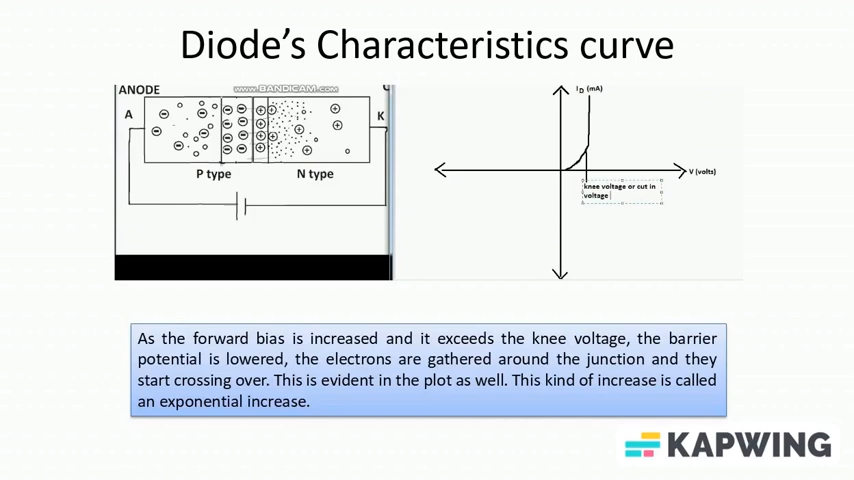 Diode's Characteristics curve
ANODE
www.BANDICAM.COM
A
K
P type
N type
I D (mA)
V (volts)
knee voltage or cut in
voltage
As the forward bias is increased and it exceeds the knee voltage, the barrier
potential is lowered, the electrons are gathered around the junction and they
start crossing over. This is evident in the plot as well. This kind of increase is called
an exponential increase.
KAPWING